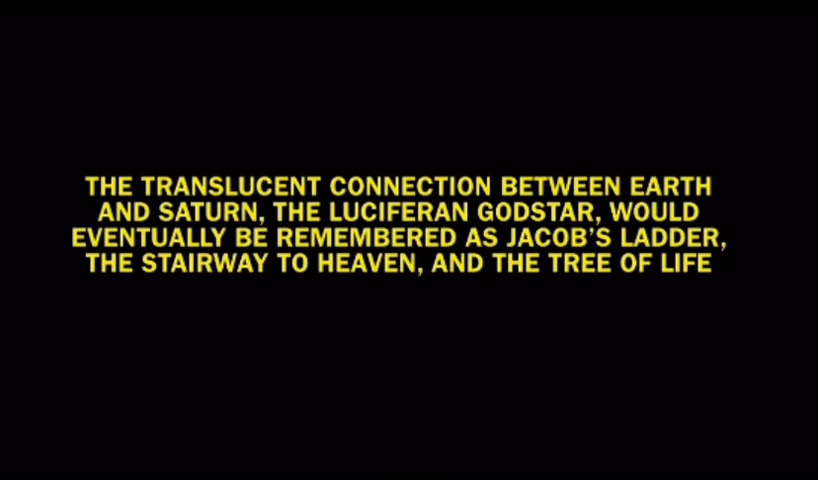 THE TRANSLUCENT CONNECTION BETWEEN EARTH
AND SATURN, THE LUCIFERAN GODSTAR, WOULD
EVENTUALLY BE REMEMBERED AS JACOB’S LADDER,
THE STAIRWAY TO HEAVEN, AND THE TREE OF LIFE